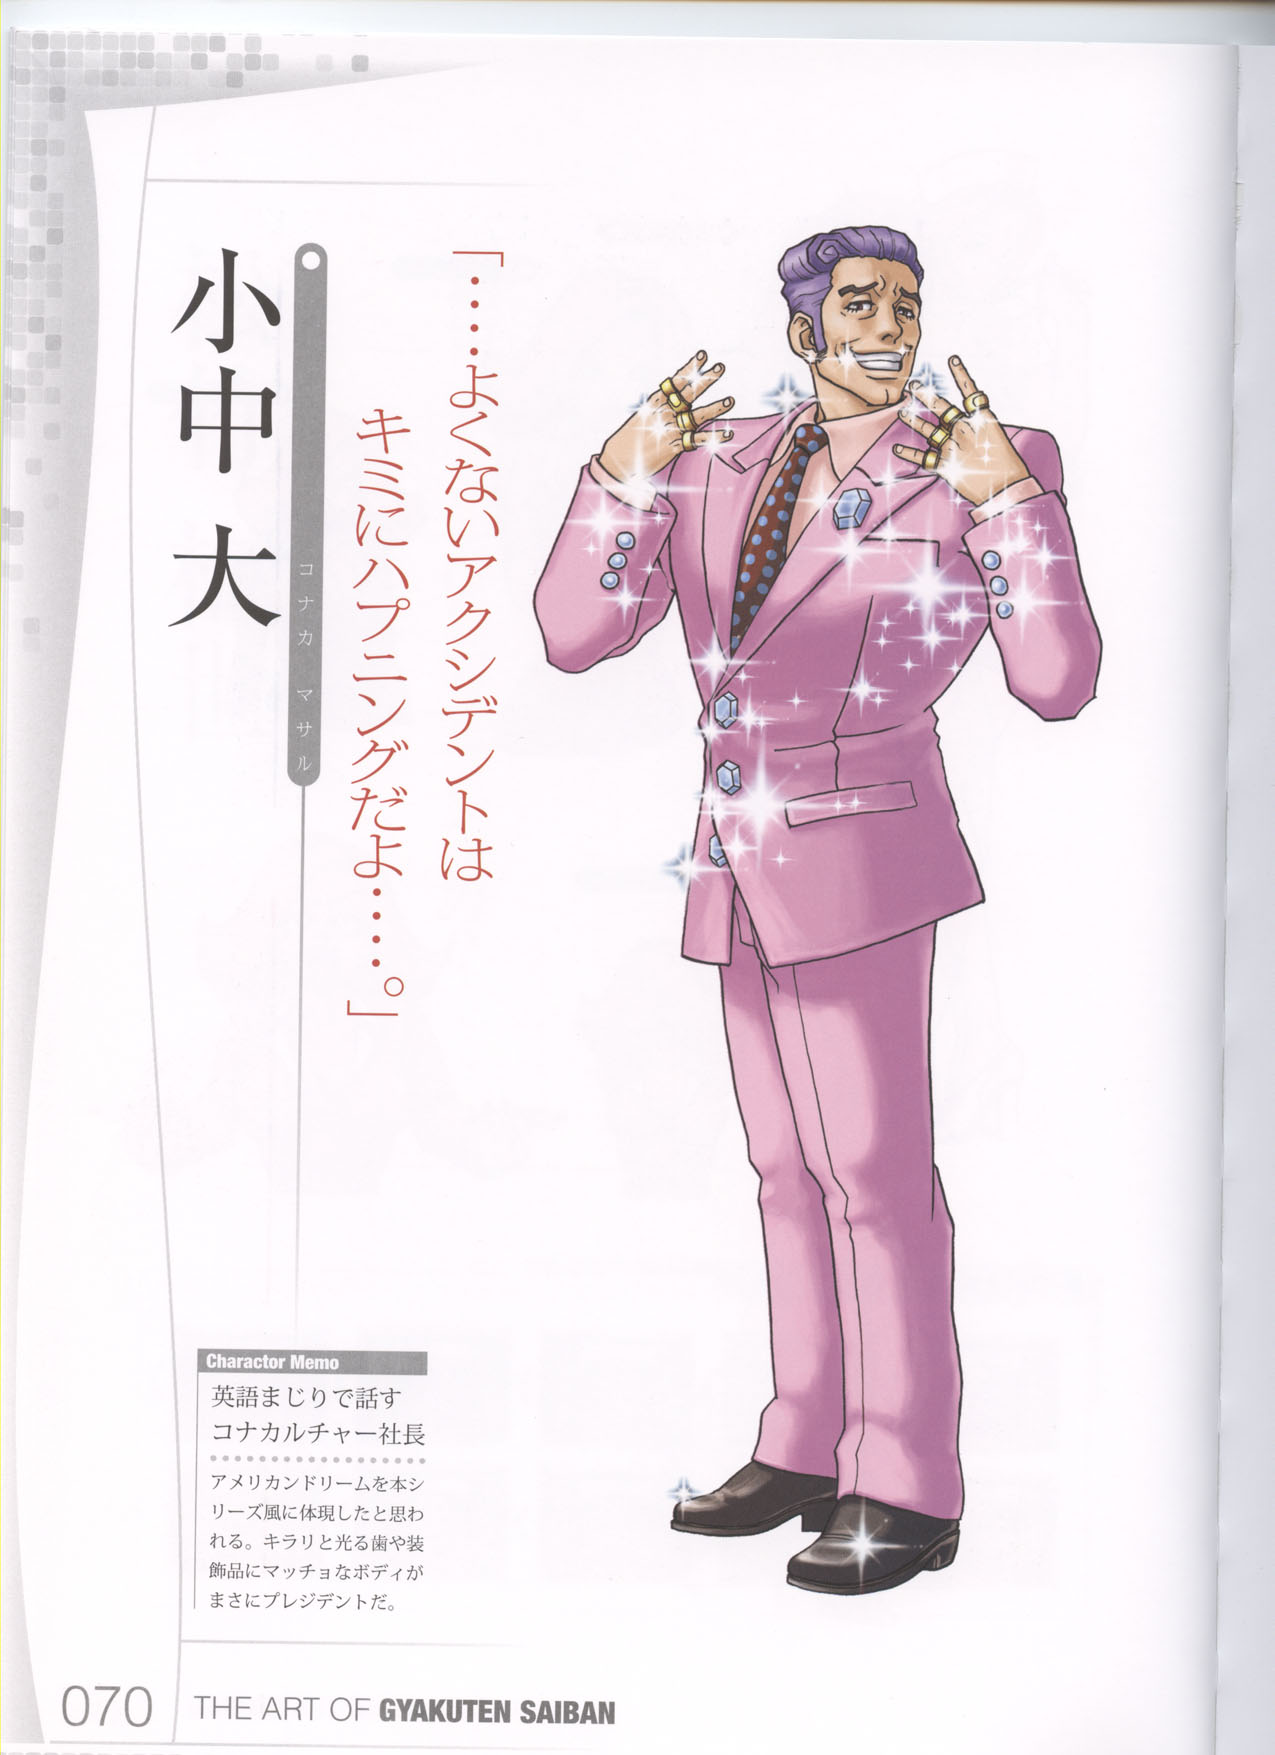 小中 大
コナカ マサル
「‥‥よくないアクシデントは
キミにハプニングだよ‥‥。」
Charactor Memo
英語まじりで話す
コナカルチャー社長
アメリカンドリームを本シ
リーズ風に体現したと思わ
れる。キラリと光る歯や装
飾品にマッチョなボディが
まさにプレジデントだ。
070 THE ART OF GYAKUTEN SAIBAN